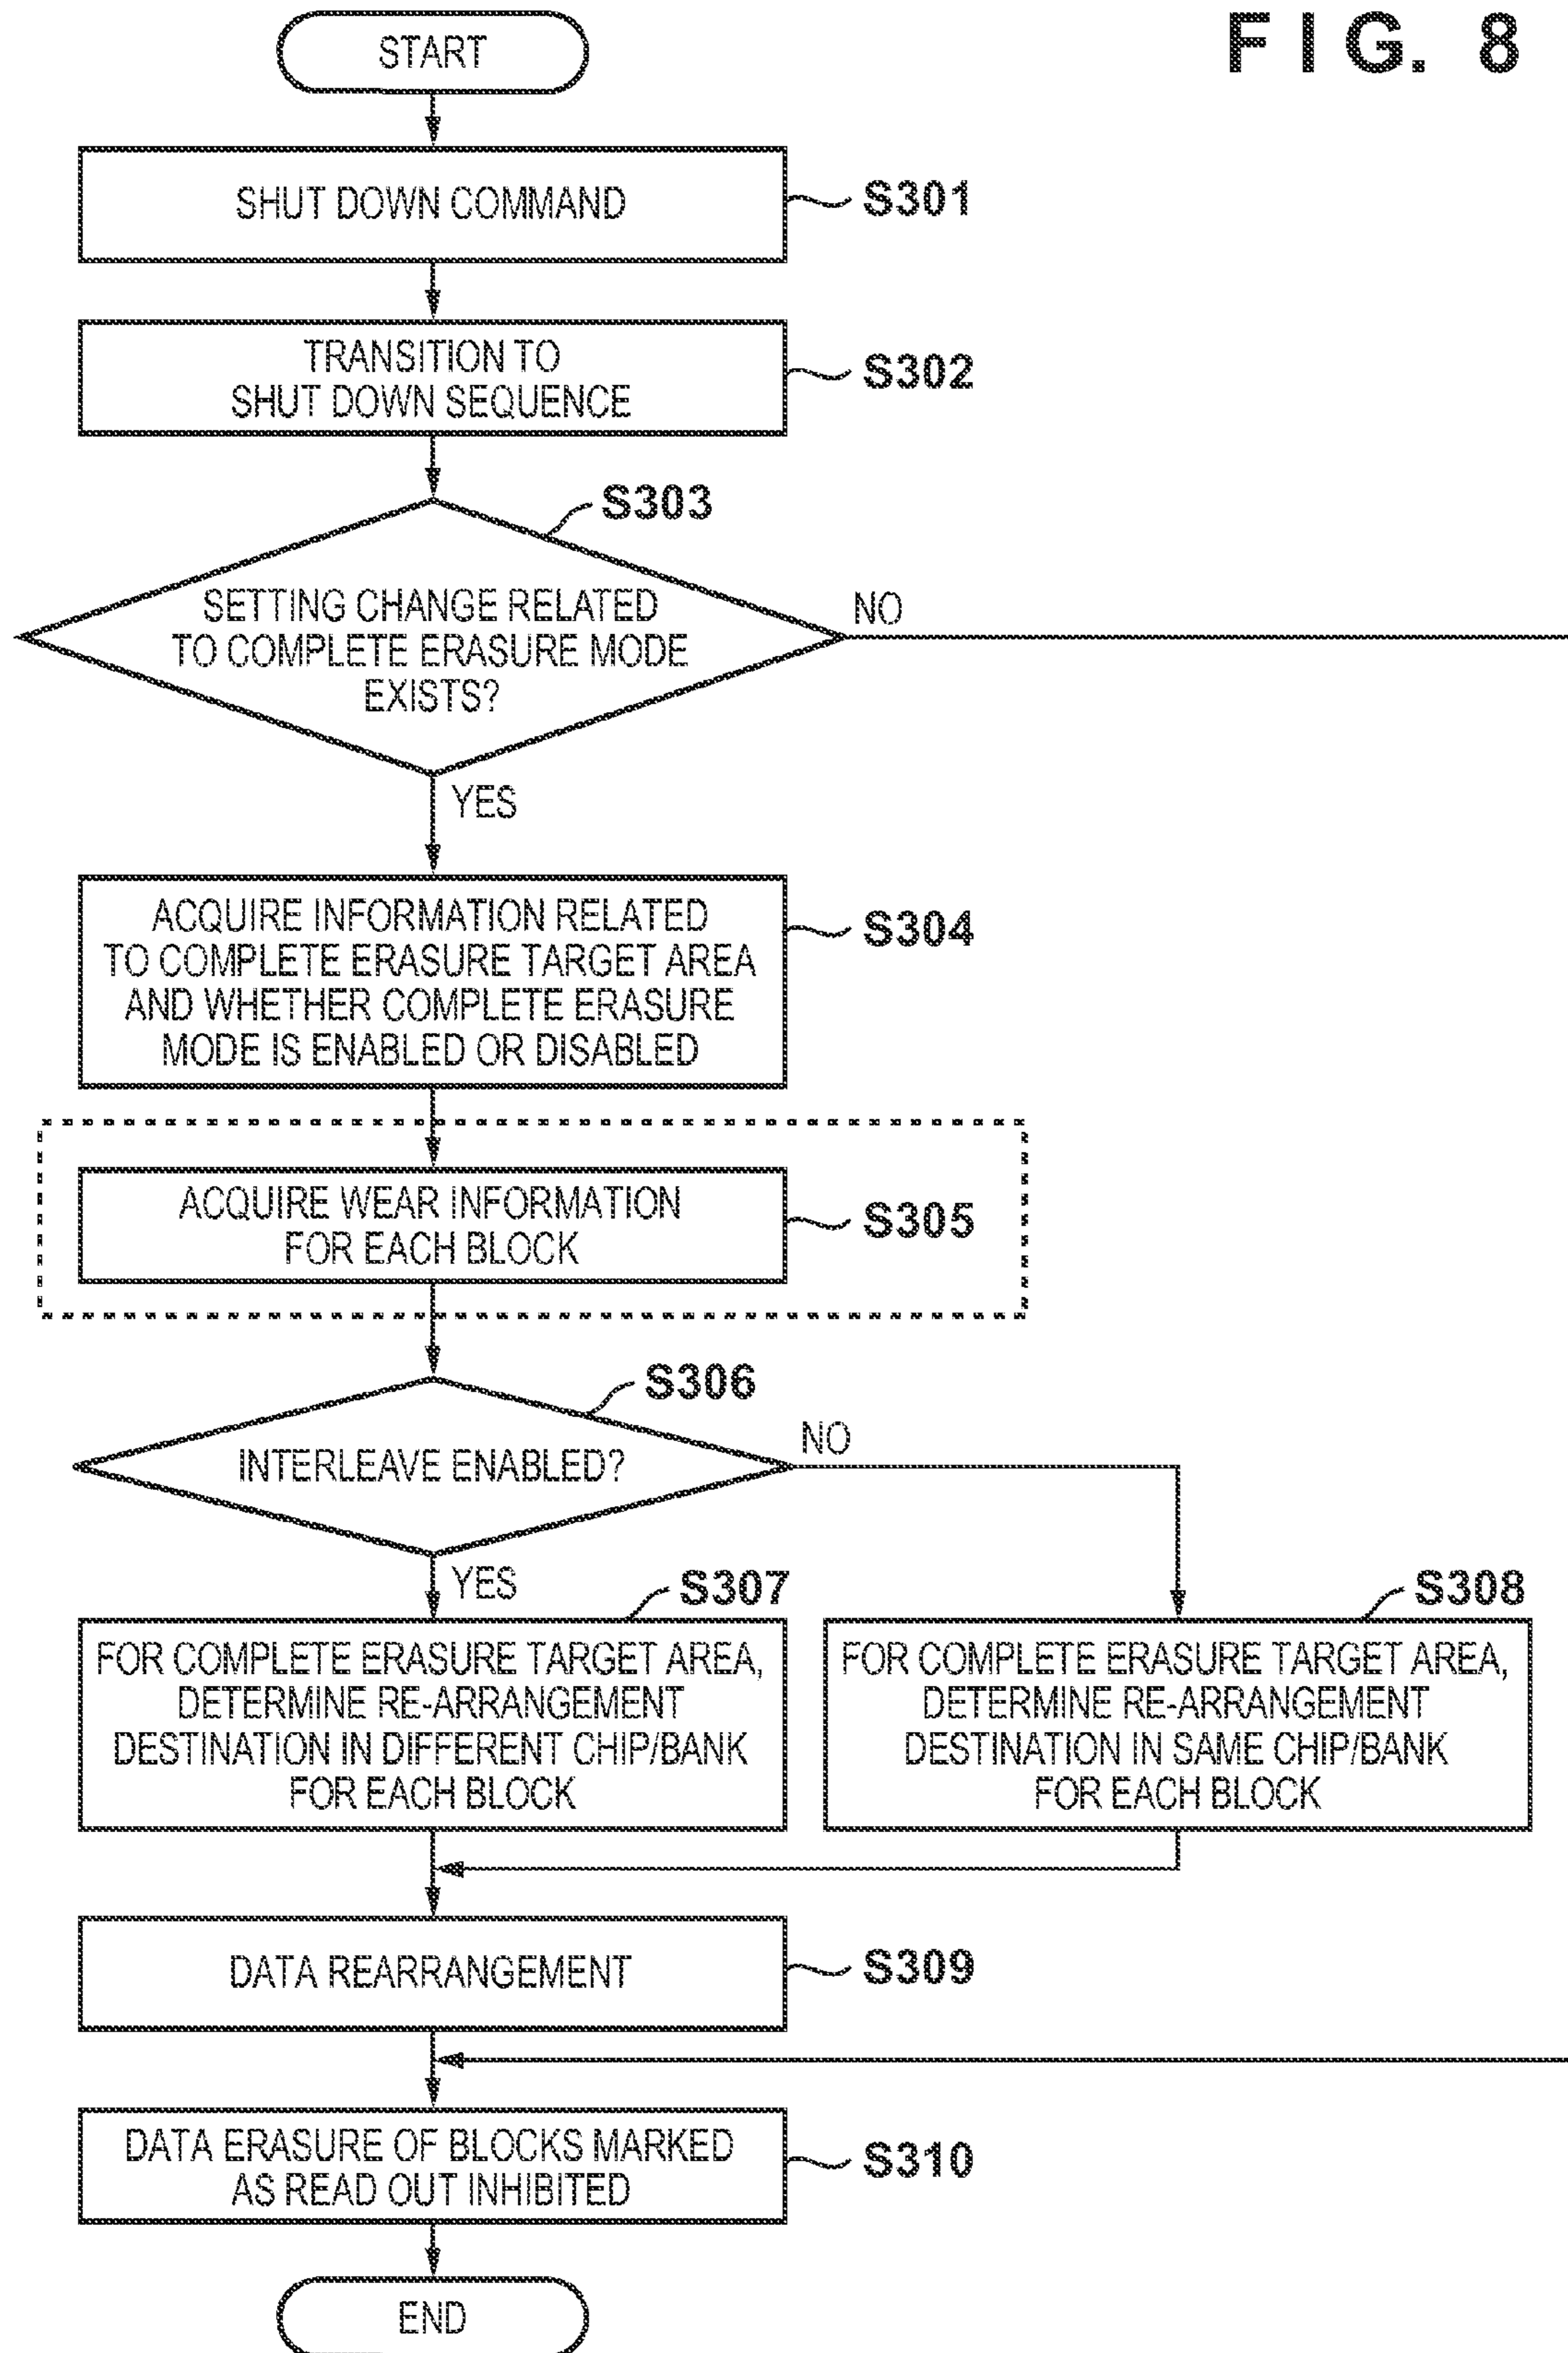 FIG. 8
START
SHUT DOWN COMMAND
S301
TRANSITION TO
SHUT DOWN SEQUENCE
S302
S303
SETTING CHANGE RELATED
TO COMPLETE ERASURE MODE
EXISTS?
NO
YES
ACQUIRE INFORMATION RELATED
TO COMPLETE ERASURE TARGET AREA
AND WHETHER COMPLETE ERASURE
MODE IS ENABLED OR DISABLED
S304
ACQUIRE WEAR INFORMATION
FOR EACH BLOCK
S305
S306
INTERLEAVE ENABLED?
NO
YES
S307
FOR COMPLETE ERASURE TARGET AREA,
DETERMINE RE-ARRANGEMENT
DESTINATION IN DIFFERENT CHIP/BANK
FOR EACH BLOCK
S308
FOR COMPLETE ERASURE TARGET AREA,
DETERMINE RE-ARRANGEMENT
DESTINATION IN SAME CHIP/BANK
FOR EACH BLOCK
DATA REARRANGEMENT
S309
DATA ERASURE OF BLOCKS MARKED
AS READ OUT INHIBITED
S310
END